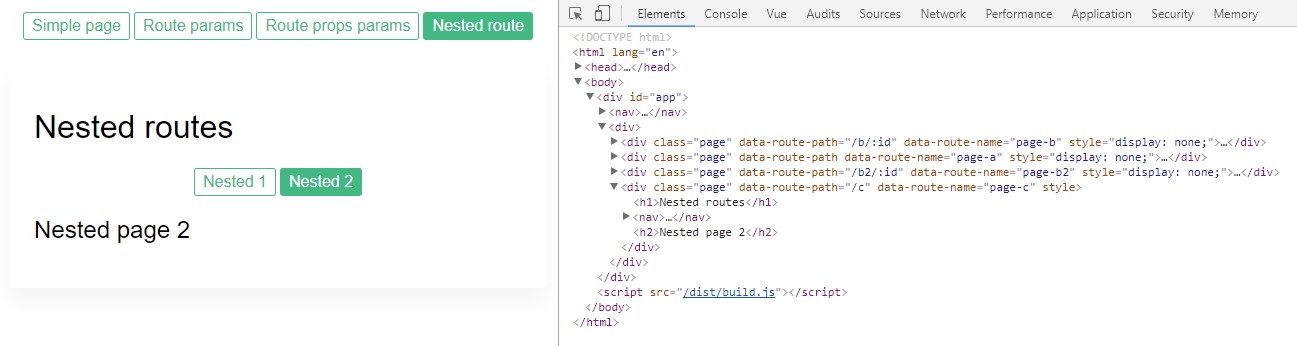 Simple page Route params Route props params Nested route
Nested routes
Nested 1 Nested 2
Nested page 2
Elements Console Vue Audits Sources Network Performance Application Security Memory
<!DOCTYPE html>
<html lang="en">
<head>…</head>
<body>
<div id="app">
<nav>…</nav>
<div>
<div class="page" data-route-path="/b/:id" data-route-name="page-b" style="display: none;">…</div>
<div class="page" data-route-path data-route-name="page-a" style="display: none;">…</div>
<div class="page" data-route-path="/b2/:id" data-route-name="page-b2" style="display: none;">…</div>
<div class="page" data-route-path="/c" data-route-name="page-c" style>
<h1>Nested routes</h1>
<nav>…</nav>
<h2>Nested page 2</h2>
</div>
</div>
</div>
<script src="/dist/build.js"></script>
</body>
</html>